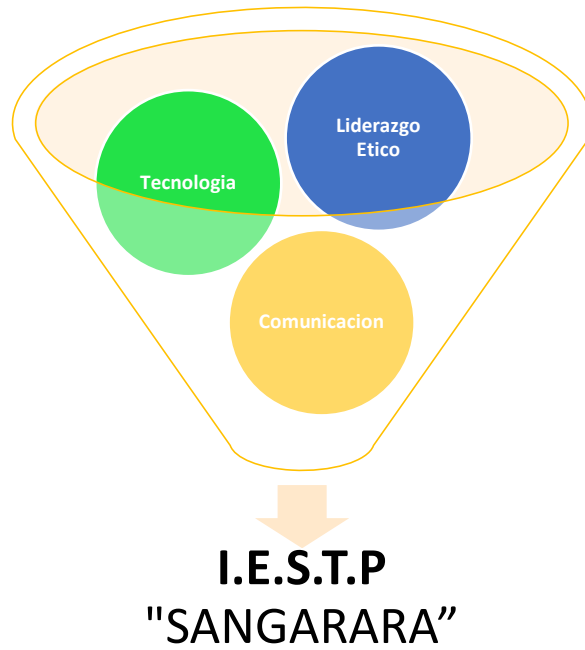 Liderazgo
Etico
Tecnologia
Comunicacion
I.E.S.T.P
"SANGARARA”